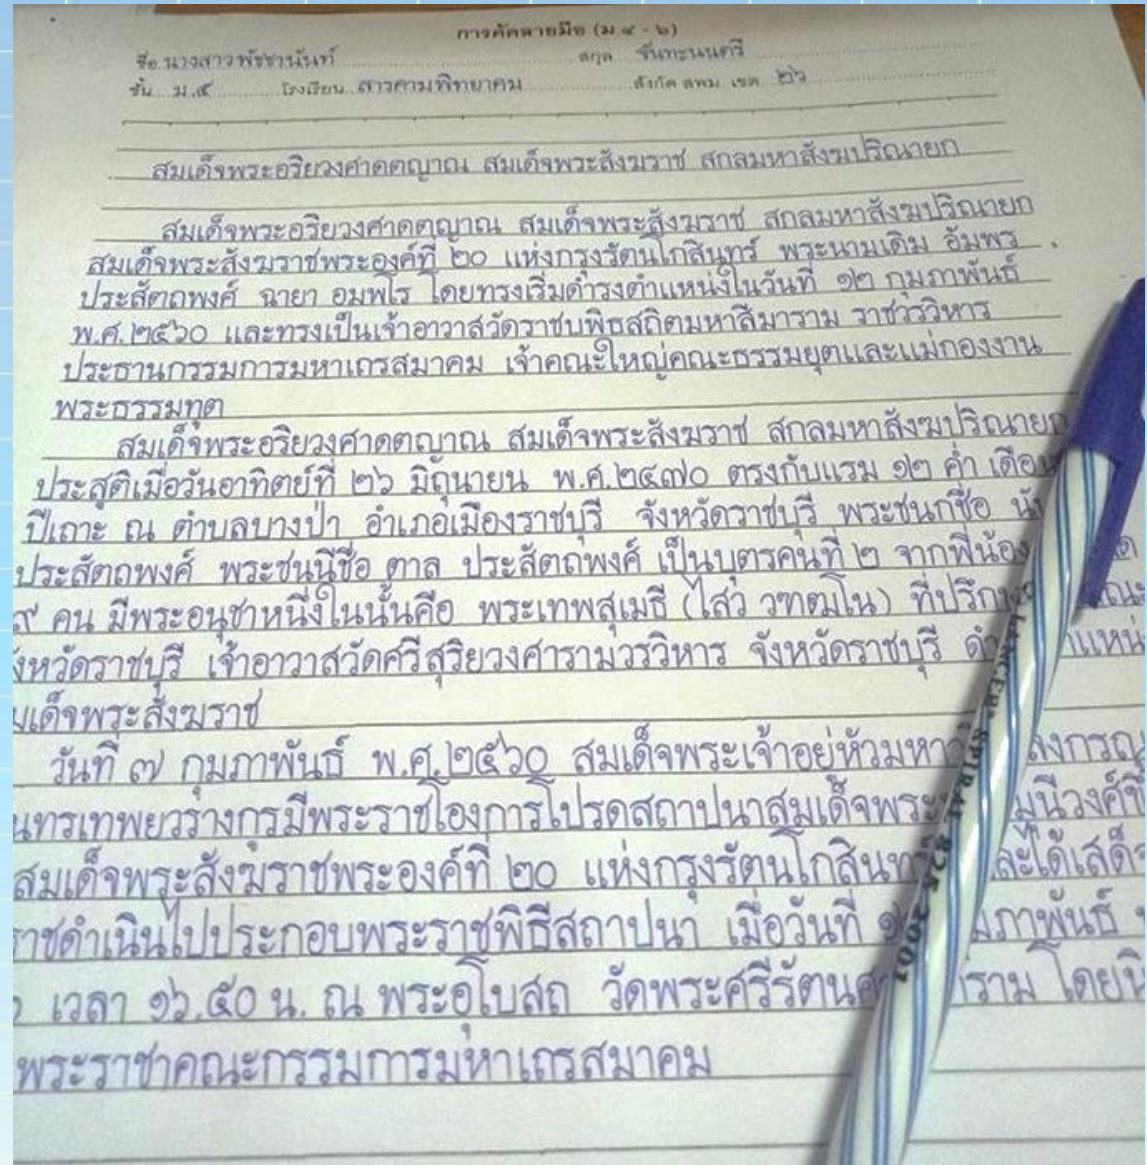 การคัดลายมือ (ม ๔ - ๖)
ชื่อ นางสาวพัชชานันท์ สกุล จันทะนนตรี
ชั้น ม.๕ โรงเรียน สารคามพิทยาคม สังกัด สพม เขต ๒๖
สมเด็จพระอริยวงศาคตญาณ สมเด็จพระสังฆราช สกลมหาสังฆปริณายก
สมเด็จพระอริยวงศาคตญาณ สมเด็จพระสังฆราช สกลมหาสังฆปริณายก
สมเด็จพระสังฆราชพระองค์ที่ ๒๐ แห่งกรุงรัตนโกสินทร์ พระนามเดิม อัมพร
ประสัตถพงศ์ ฉายา อมพโร โดยทรงเริ่มดำรงตำแหน่งในวันที่ ๑๒ กุมภาพันธ์
พ.ศ.๒๕๖๐ และทรงเป็นเจ้าอาวาสวัดราชบพิธสถิตมหาสีมาราม ราชวรวิหาร
ประธานกรรมการมหาเถรสมาคม เจ้าคณะใหญ่คณะธรรมยุตและแม่กองงาน
พระธรรมทูต
สมเด็จพระอริยวงศาคตญาณ สมเด็จพระสังฆราช สกลมหาสังฆปริณายก
ประสูติเมื่อวันอาทิตย์ที่ ๒๖ มิถุนายน พ.ศ.๒๔๗๐ ตรงกับแรม ๑๒ ค่ำ
ปีเถาะ ณ ตำบลบางป่า อำเภอเมืองราชบุรี จังหวัดราชบุรี พระชนกชื่อ
ประสัตถพงศ์ พระชนนีชื่อ ตาล ประสัตถพงศ์ เป็นบุตรคนที่ ๒ จากพี่น้อง
๙ คน มีพระอนุชาหนึ่งในนั้นคือ พระเทพสุเมธี (ไสว วฑฒโน)
ังหวัดราชบุรี เจ้าอาวาสวัดศรีสุริยวงศารามวรวิหาร จังหวัดราชบุรี
มเด็จพระสังฆราช
วันที่ ๗ กุมภาพันธ์ พ.ศ.๒๕๖๐ สมเด็จพระเจ้าอยู่หัวมหา ลงกรณ
นทรเทพยวรางกูรมีพระราชโองการโปรดสถาปนาสมเด็จพระ มุนีวงศ์ขึ
สมเด็จพระสังฆราชพระองค์ที่ ๒๐ แห่งกรุงรัตนโกสินทร ละได้เสด็จ
ราชดำเนินไปประกอบพระราชพิธีสถาปนา เมื่อวันที่ มภาพันธ์
เวลา ๑๖.๕๐ น. ณ พระอุโบสถ วัดพระศรีรัตนศ าราม โดยมี
พระราชาคณะกรรมการมหาเถรสมาคม